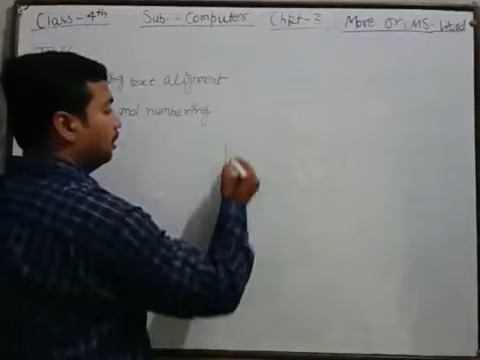 Class-4th Sub.- Computer Chpt-3 More on MS-Word
text alignment
numbering